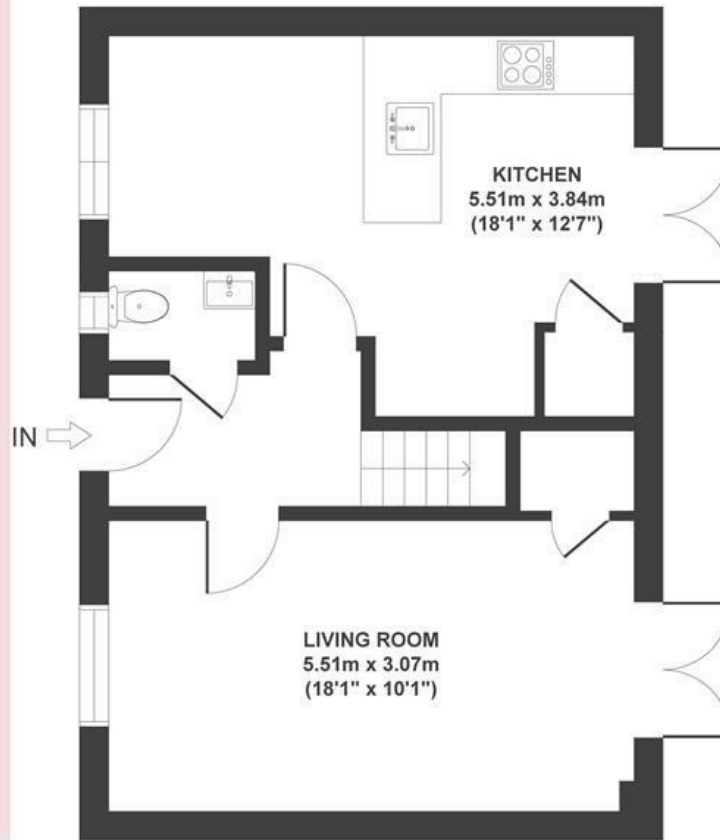 KITCHEN
5.51m x 3.84m
(18'1" x 12'7")
IN
LIVING ROOM
5.51m x 3.07m
(18'1" x 10'1")